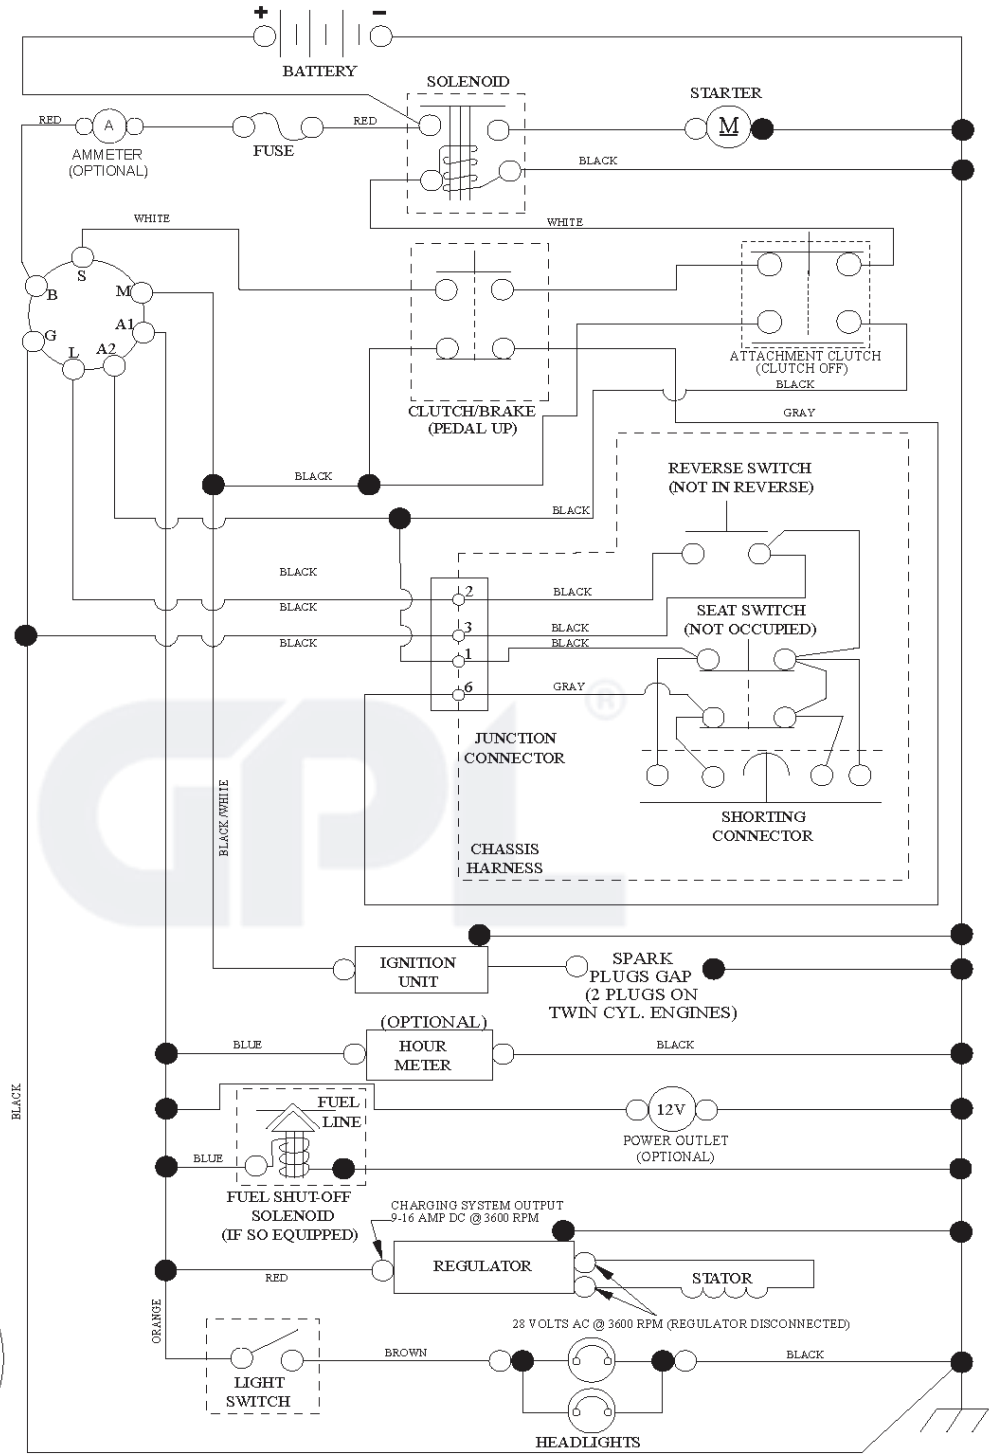 + −
BATTERY
SOLENOID
STARTER
RED
A
RED
M
FUSE
AMMETER
(OPTIONAL)
BLACK
WHITE
WHITE
S
B
M
G
A1
L
A2
ATTACHMENT CLUTCH
(CLUTCH OFF)
BLACK
CLUTCH/BRAKE
(PEDAL UP)
GRAY
REVERSE SWITCH
(NOT IN REVERSE)
BLACK
BLACK
BLACK
2
BLACK
BLACK
SEAT SWITCH
(NOT OCCUPIED)
3
BLACK
BLACK
BLACK
1
6
GRAY
GPL®
JUNCTION
CONNECTOR
BLACK/WHITE
SHORTING
CONNECTOR
CHASSIS
HARNESS
IGNITION
UNIT
SPARK
PLUGS GAP
(2 PLUGS ON
TWIN CYL. ENGINES)
(OPTIONAL)
HOUR
METER
BLUE
BLACK
BLACK
FUEL
LINE
12V
POWER OUTLET
(OPTIONAL)
BLUE
FUEL SHUT-OFF
SOLENOID
(IF SO EQUIPPED)
CHARGING SYSTEM OUTPUT
9-16 AMP DC @ 3600 RPM
REGULATOR
RED
STATOR
ORANGE
28 VOLTS AC @ 3600 RPM (REGULATOR DISCONNECTED)
BROWN
BLACK
LIGHT
SWITCH
HEADLIGHTS